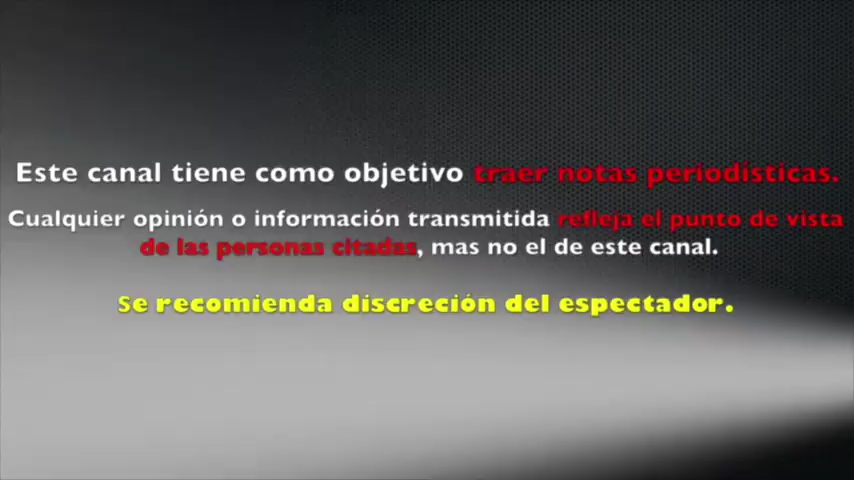 Este canal tiene como objetivo traer notas periodísticas.
Cualquier opinión o información transmitida refleja el punto de vista
de las personas citadas, mas no el de este canal.
Se recomienda discreción del espectador.